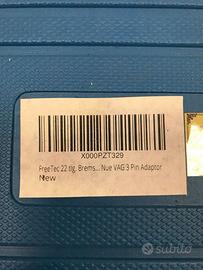 X000PZT329
FreeTec 22 tlg. Brems... Nue VAG 3 Pin Adaptor
New
subito